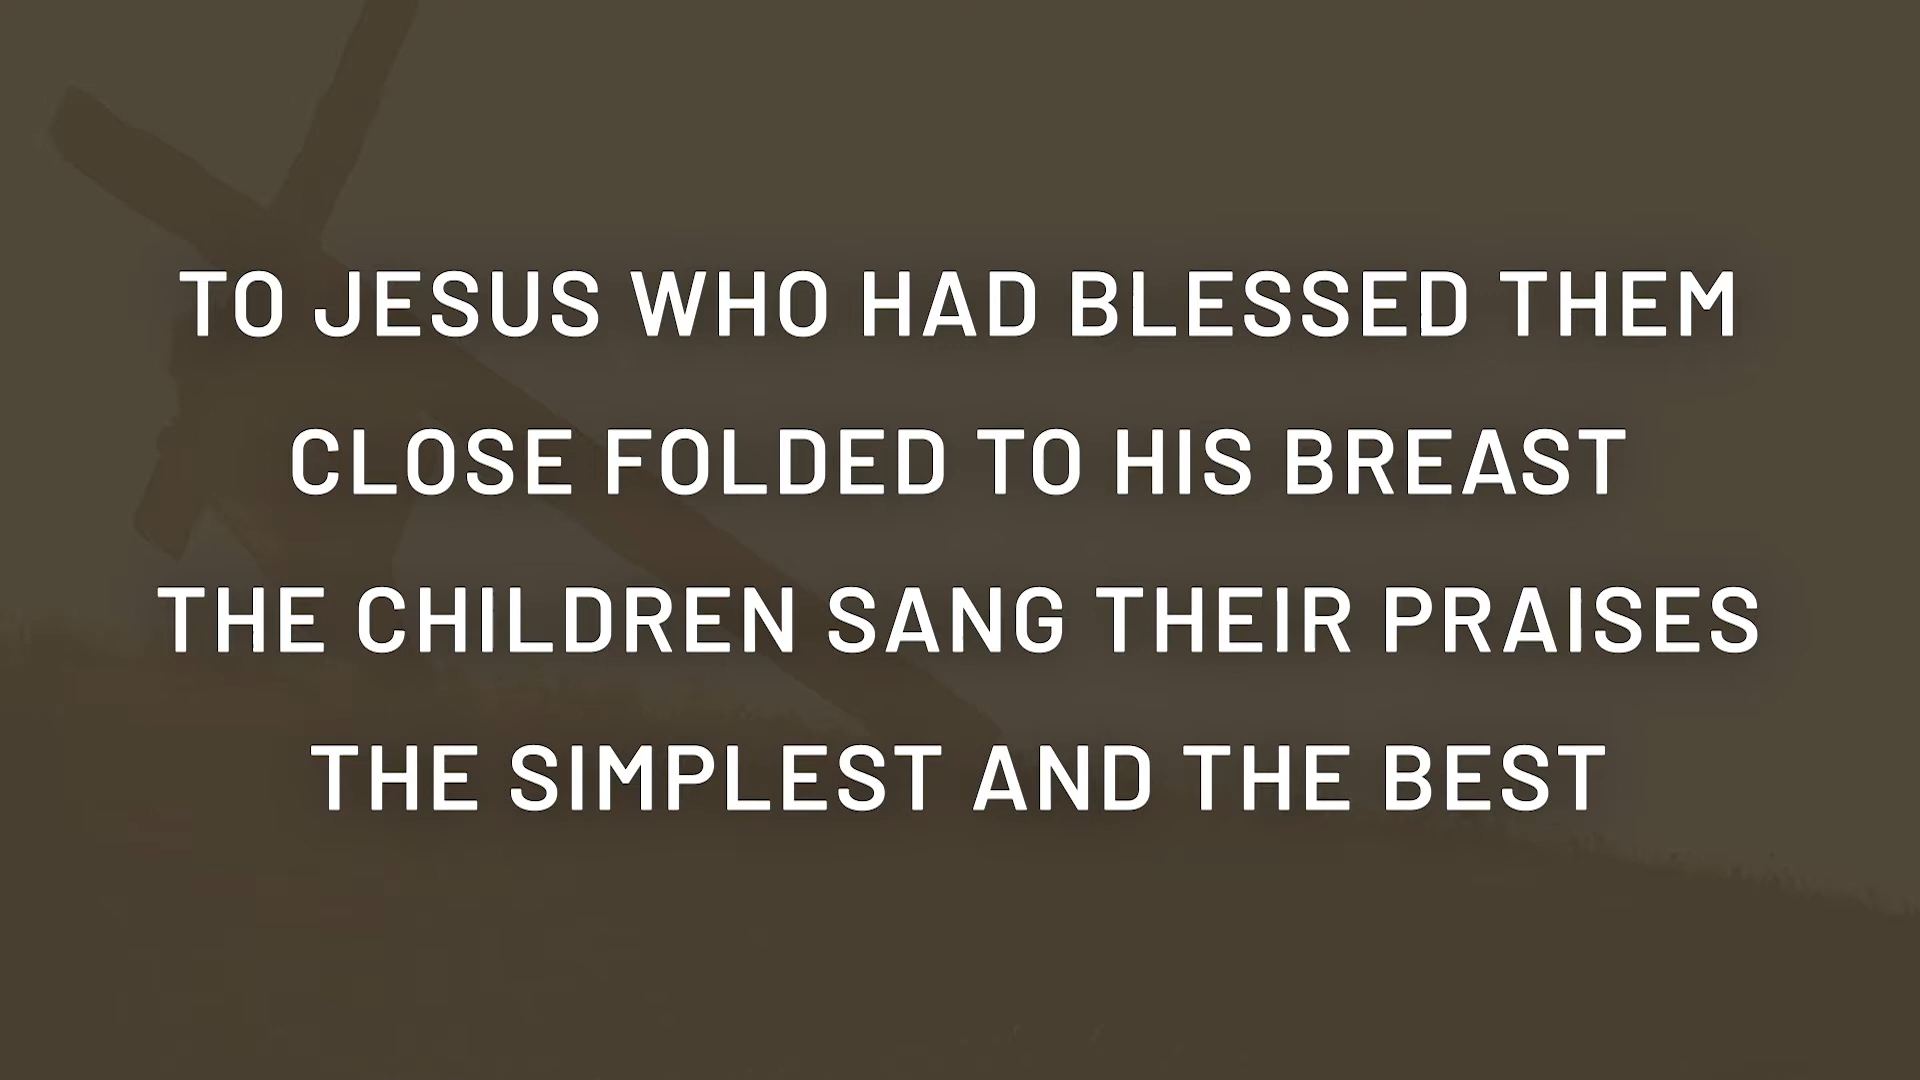 TO JESUS WHO HAD BLESSED THEM
CLOSE FOLDED TO HIS BREAST
THE CHILDREN SANG THEIR PRAISES
THE SIMPLEST AND THE BEST